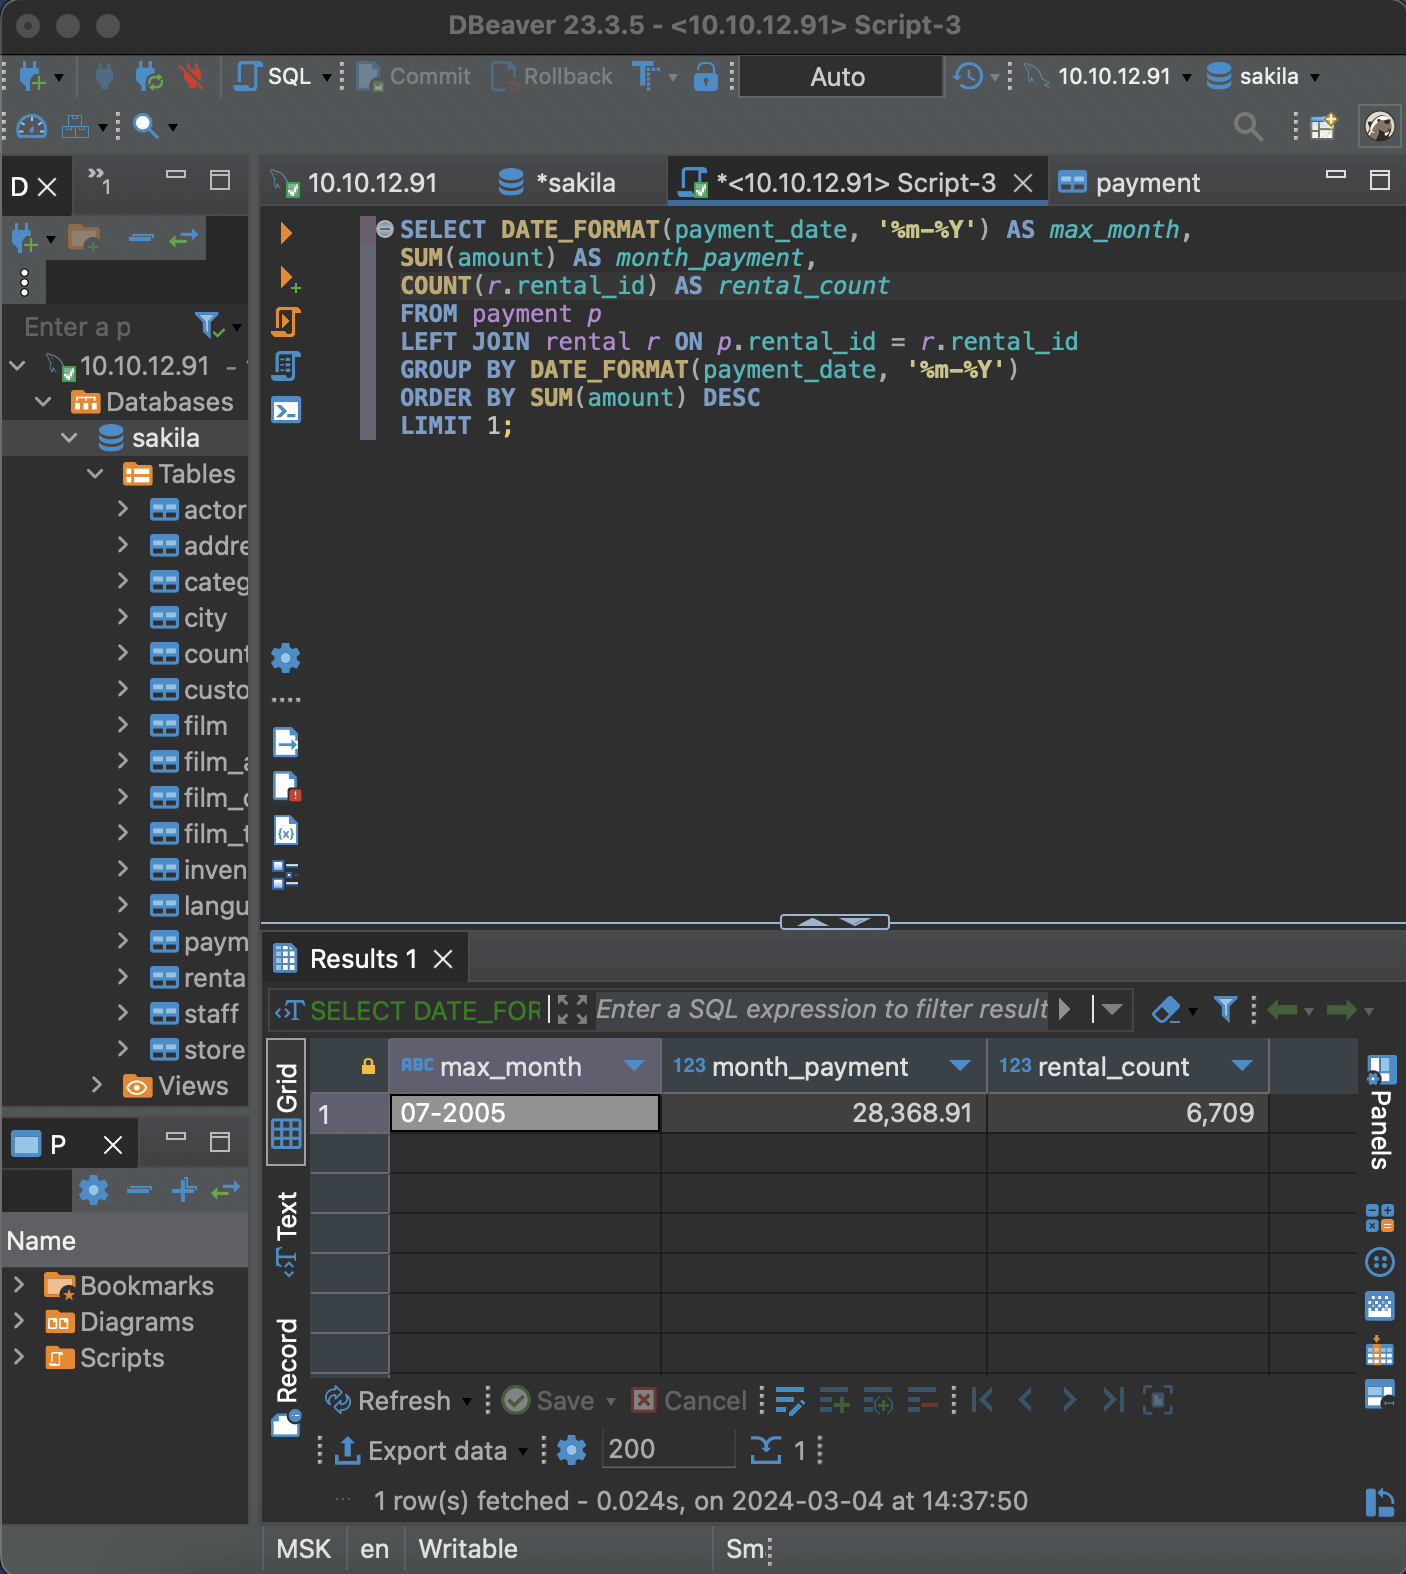 DBeaver 23.3.5 - <10.10.12.91> Script-3
SQL Commit Rollback Auto 10.10.12.91 sakila
D »1
10.10.12.91 *sakila *<10.10.12.91> Script-3 payment
Enter a p
10.10.12.91 -
Databases
sakila
Tables
actor
addre
categ
city
count
custo
film
film_a
film_c
film_t
inven
langu
paym
renta
staff
store
Views
P
Name
Bookmarks
Diagrams
Scripts
SELECT DATE_FORMAT(payment_date, '%m-%Y') AS max_month,
SUM(amount) AS month_payment,
COUNT(r.rental_id) AS rental_count
FROM payment p
LEFT JOIN rental r ON p.rental_id = r.rental_id
GROUP BY DATE_FORMAT(payment_date, '%m-%Y')
ORDER BY SUM(amount) DESC
LIMIT 1;
Results 1
SELECT DATE_FOR Enter a SQL expression to filter result
Grid
Text
Record
ABC max_month 123 month_payment 123 rental_count
1 07-2005 28,368.91 6,709
Panels
Refresh Save Cancel
Export data 200 1
1 row(s) fetched - 0.024s, on 2024-03-04 at 14:37:50
MSK en Writable Sm